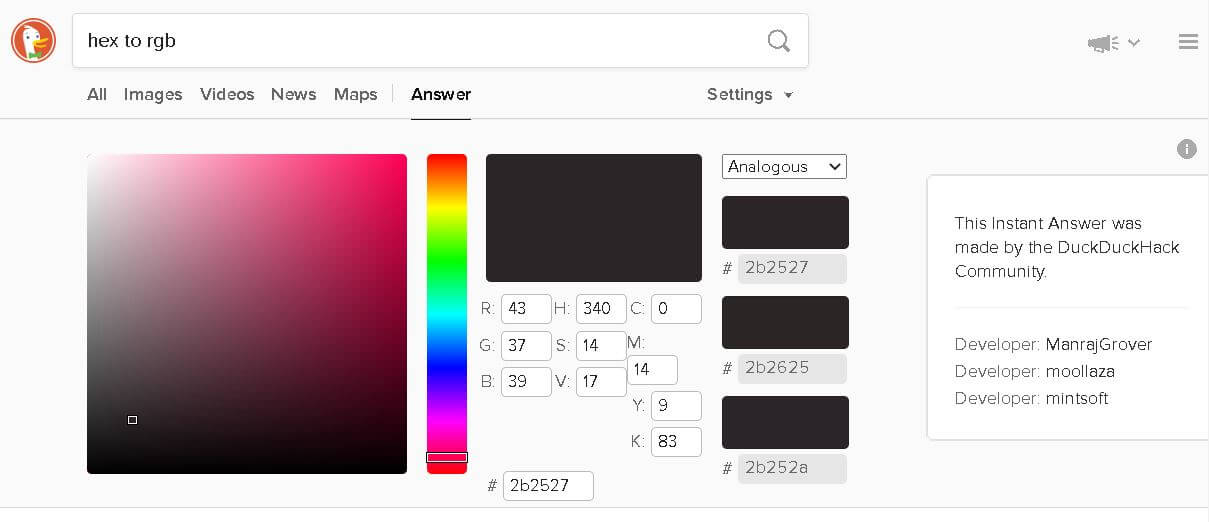 hex to rgb
All Images Videos News Maps Answer Settings
Analogous
# 2b2527
R: 43 H: 340 C: 0
G: 37 S: 14 M: 14
B: 39 V: 17
Y: 9
K: 83
# 2b2527
# 2b2625
# 2b252a
This Instant Answer was
made by the DuckDuckHack
Community.
Developer: ManrajGrover
Developer: moollaza
Developer: mintsoft
i